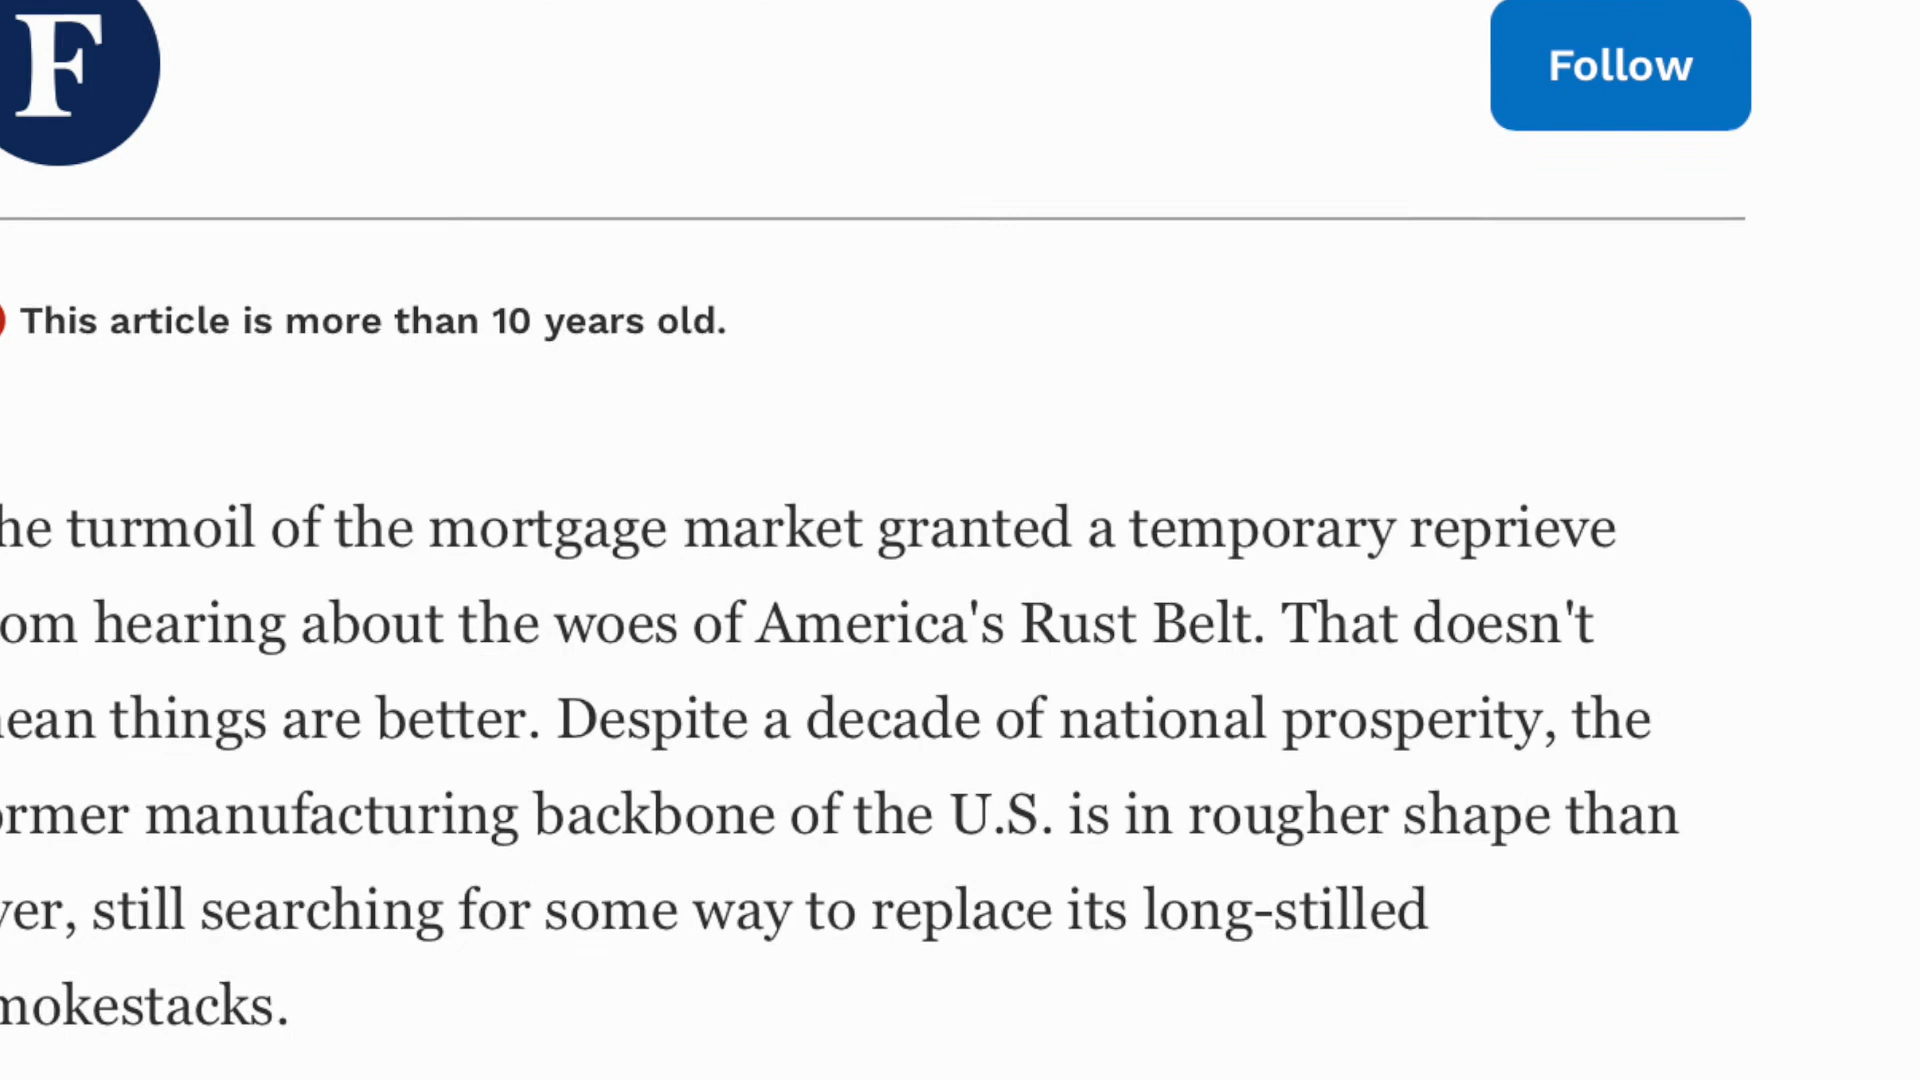 F
Follow
This article is more than 10 years old.
he turmoil of the mortgage market granted a temporary reprieve
om hearing about the woes of America's Rust Belt. That doesn't
ean things are better. Despite a decade of national prosperity, the
rmer manufacturing backbone of the U.S. is in rougher shape than
ver, still searching for some way to replace its long-stilled
mokestacks.